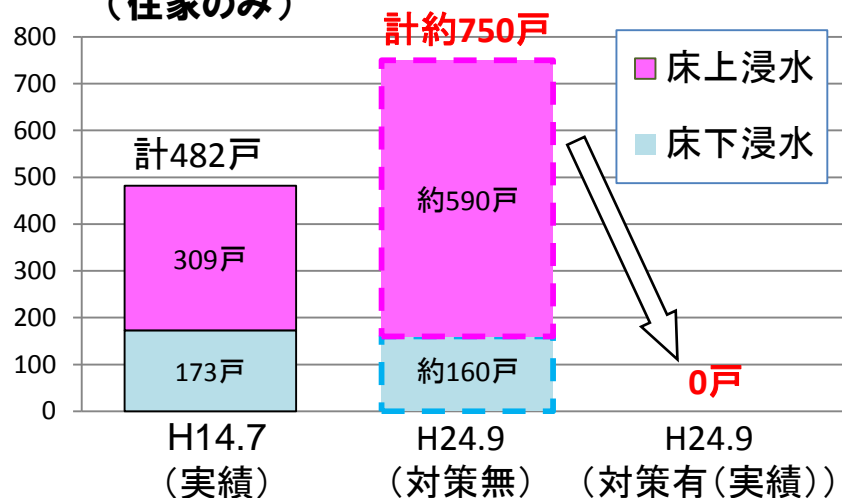 （住家のみ）
計約750戸
床上浸水
床下浸水
計482戸
800
700
600
500
400
300
200
100
0
309戸
173戸
約590戸
約160戸
0戸
H14.7
（実績）
H24.9
（対策無）
H24.9
（対策有（実績））